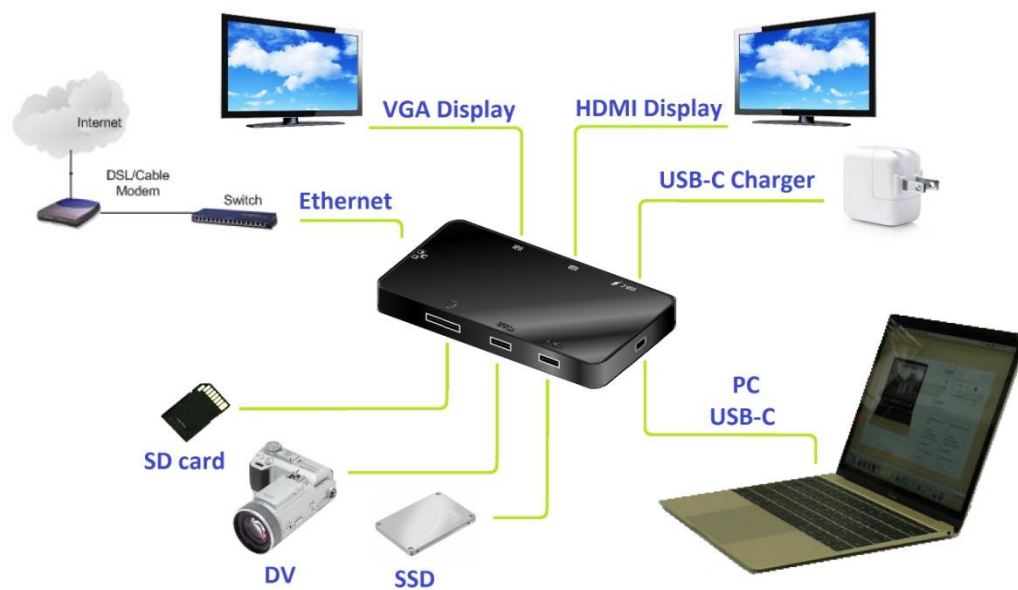 VGA Display
HDMI Display
Internet
DSL/Cable
Modem
Switch
Ethernet
USB-C Charger
PC
USB-C
SD card
DV
SSD